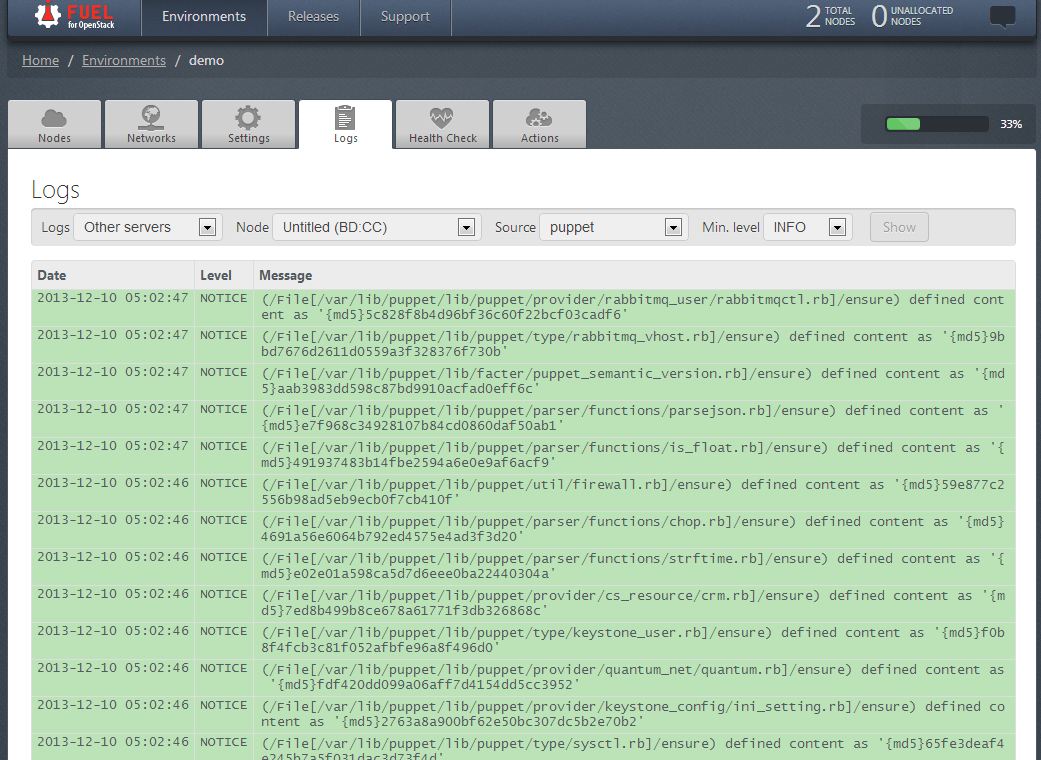 FUEL
for OpenStack
Environments
Releases
Support
2 TOTAL NODES
0 UNALLOCATED NODES
Home / Environments / demo
Nodes
Networks
Settings
Logs
Health Check
Actions
33%
Logs
Logs Other servers Node Untitled (BD:CC) Source puppet Min. level INFO Show
Date Level Message
2013-12-10 05:02:47 NOTICE (/File[/var/lib/puppet/lib/puppet/provider/rabbitmq_user/rabbitmqctl.rb]/ensure) defined cont
ent as '{md5}5c828f8b4d96bf36c60f22bcf03cadf6'
2013-12-10 05:02:47 NOTICE (/File[/var/lib/puppet/lib/puppet/type/rabbitmq_vhost.rb]/ensure) defined content as '{md5}9b
bd7676d2611d0559a3f328376f730b'
2013-12-10 05:02:47 NOTICE (/File[/var/lib/puppet/lib/facter/puppet_semantic_version.rb]/ensure) defined content as '{md
5}aab3983dd598c87bd9910acfad0eff6c'
2013-12-10 05:02:47 NOTICE (/File[/var/lib/puppet/lib/puppet/parser/functions/parsejson.rb]/ensure) defined content as '
{md5}e7f968c34928107b84cd0860daf50ab1'
2013-12-10 05:02:47 NOTICE (/File[/var/lib/puppet/lib/puppet/parser/functions/is_float.rb]/ensure) defined content as '{
md5}491937483b14fbe2594a6e0e9af6acf9'
2013-12-10 05:02:46 NOTICE (/File[/var/lib/puppet/lib/puppet/util/firewall.rb]/ensure) defined content as '{md5}59e877c2
556b98ad5eb9ecb0f7cb410f'
2013-12-10 05:02:46 NOTICE (/File[/var/lib/puppet/lib/puppet/parser/functions/chop.rb]/ensure) defined content as '{md5}
4691a56e6064b792ed4575e4ad3f3d20'
2013-12-10 05:02:46 NOTICE (/File[/var/lib/puppet/lib/puppet/parser/functions/strftime.rb]/ensure) defined content as '{
md5}e02e01a598ca5d7d6eee0ba22440304a'
2013-12-10 05:02:46 NOTICE (/File[/var/lib/puppet/lib/puppet/provider/cs_resource/crm.rb]/ensure) defined content as '{m
d5}7ed8b499b8ce678a61771f3db326868c'
2013-12-10 05:02:46 NOTICE (/File[/var/lib/puppet/lib/puppet/type/keystone_user.rb]/ensure) defined content as '{md5}f0b
8f4fcb3c81f052afbfe96a8f496d0'
2013-12-10 05:02:46 NOTICE (/File[/var/lib/puppet/lib/puppet/provider/quantum_net/quantum.rb]/ensure) defined content as
'{md5}fdf420dd099a06aff7d4154dd5cc3952'
2013-12-10 05:02:46 NOTICE (/File[/var/lib/puppet/lib/puppet/provider/keystone_config/ini_setting.rb]/ensure) defined co
ntent as '{md5}2763a8a900bf62e50bc307dc5b2e70b2'
2013-12-10 05:02:46 NOTICE (/File[/var/lib/puppet/lib/puppet/type/sysctl.rb]/ensure) defined content as '{md5}65fe3deaf4
e245b7a5f031dac3d73f4d'